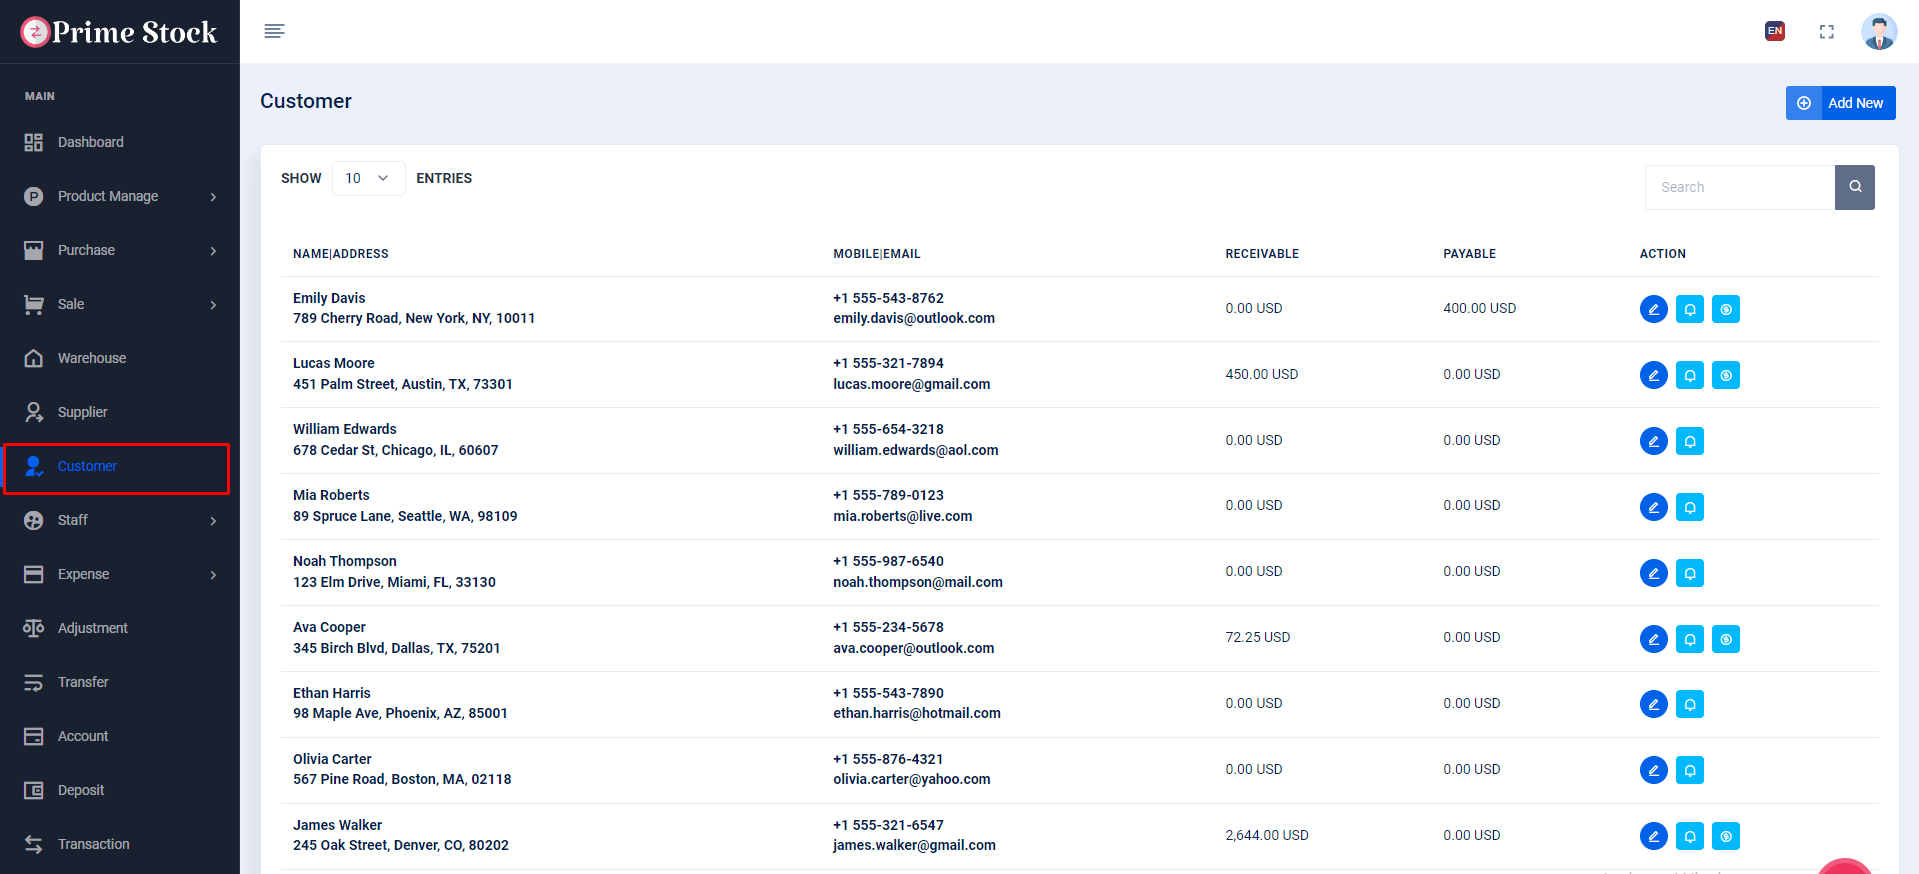 Prime Stock
EN
MAIN
Dashboard
Product Manage
Purchase
Sale
Warehouse
Supplier
Customer
Staff
Expense
Adjustment
Transfer
Account
Deposit
Transaction
Customer
Add New
SHOW 10 ENTRIES
Search
NAME|ADDRESS MOBILE|EMAIL RECEIVABLE PAYABLE ACTION
Emily Davis +1 555-543-8762
789 Cherry Road, New York, NY, 10011 emily.davis@outlook.com 0.00 USD 400.00 USD
Lucas Moore +1 555-321-7894
451 Palm Street, Austin, TX, 73301 lucas.moore@gmail.com 450.00 USD 0.00 USD
William Edwards +1 555-654-3218
678 Cedar St, Chicago, IL, 60607 william.edwards@aol.com 0.00 USD 0.00 USD
Mia Roberts +1 555-789-0123
89 Spruce Lane, Seattle, WA, 98109 mia.roberts@live.com 0.00 USD 0.00 USD
Noah Thompson +1 555-987-6540
123 Elm Drive, Miami, FL, 33130 noah.thompson@mail.com 0.00 USD 0.00 USD
Ava Cooper +1 555-234-5678
345 Birch Blvd, Dallas, TX, 75201 ava.cooper@outlook.com 72.25 USD 0.00 USD
Ethan Harris +1 555-543-7890
98 Maple Ave, Phoenix, AZ, 85001 ethan.harris@hotmail.com 0.00 USD 0.00 USD
Olivia Carter +1 555-876-4321
567 Pine Road, Boston, MA, 02118 olivia.carter@yahoo.com 0.00 USD 0.00 USD
James Walker +1 555-321-6547
245 Oak Street, Denver, CO, 80202 james.walker@gmail.com 2,644.00 USD 0.00 USD